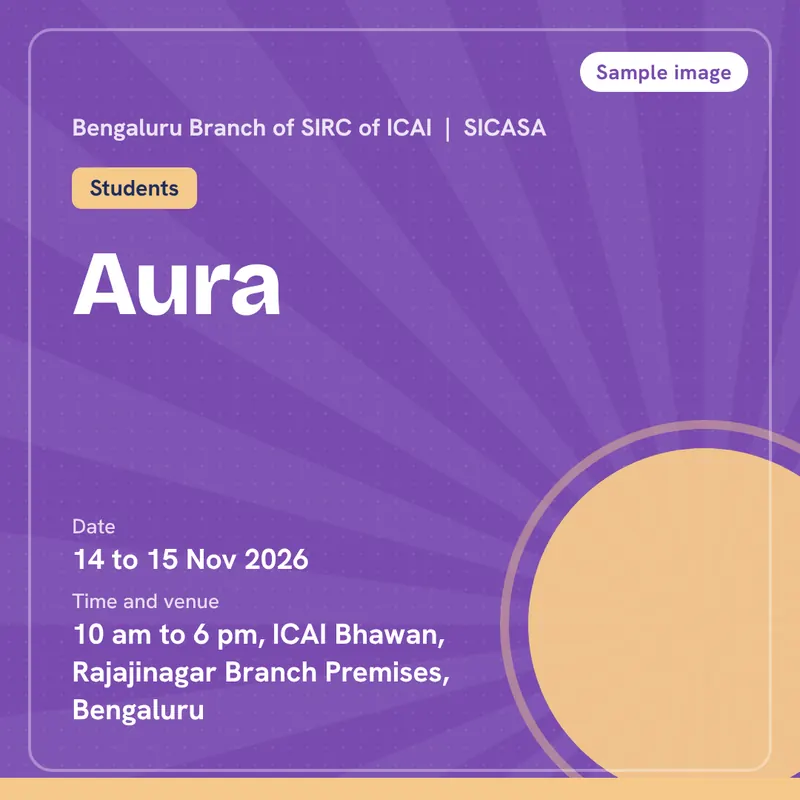 Sample image
Bengaluru Branch of SIRC of ICAI | SICASA
Students
Aura
Date
14 to 15 Nov 2026
Time and venue
10 am to 6 pm, ICAI Bhawan,
Rajajinagar Branch Premises,
Bengaluru